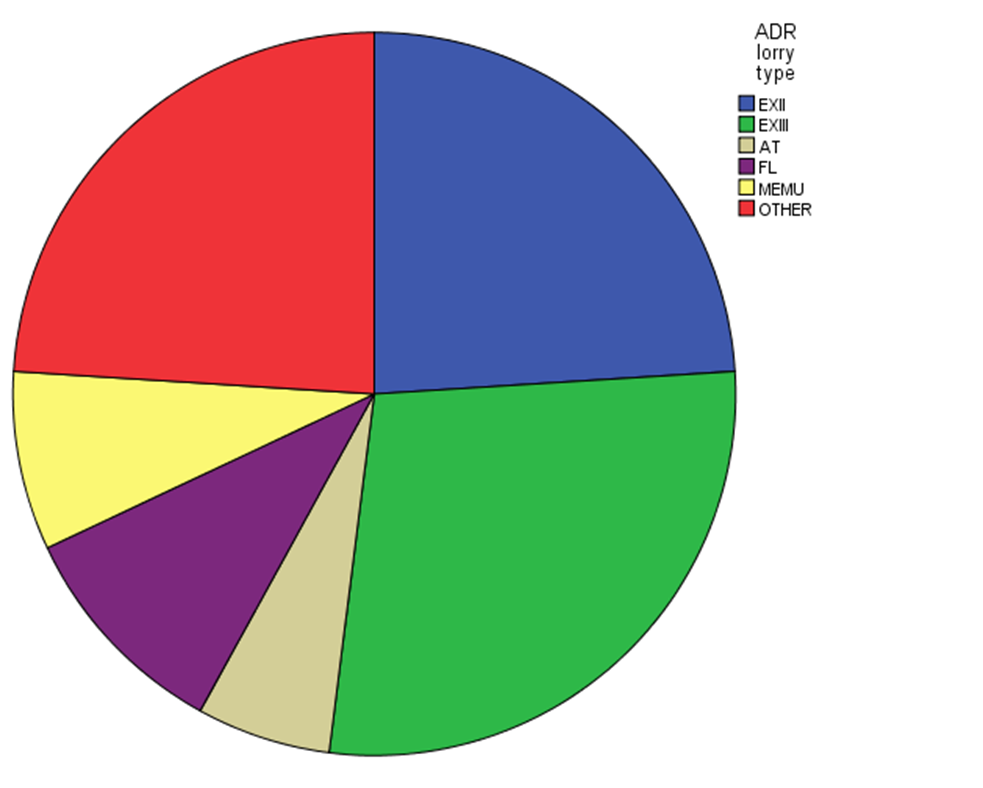 ADR
lorry
type
EXII
EXIII
AT
FL
MEMU
OTHER